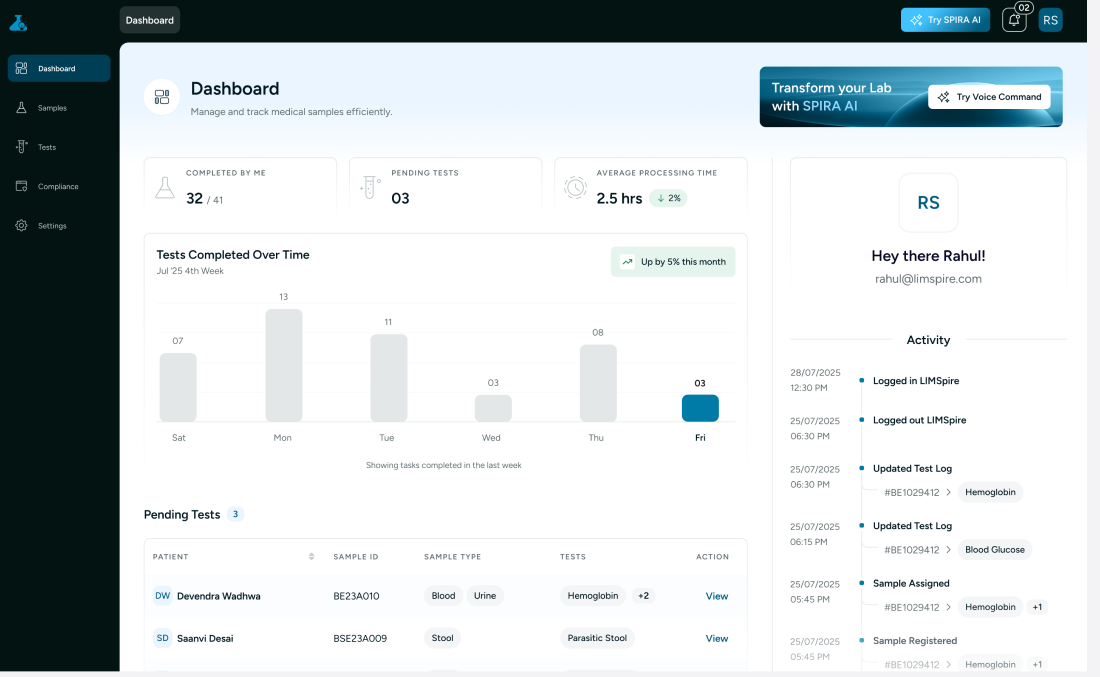 Dashboard
Try SPIRA AI
02
RS
Dashboard
Samples
Tests
Compliance
Settings
Dashboard
Manage and track medical samples efficiently.
Transform your Lab
with SPIRA AI
Try Voice Command
COMPLETED BY ME
32 / 41
PENDING TESTS
03
AVERAGE PROCESSING TIME
2.5 hrs
2%
Tests Completed Over Time
Jul '25 4th Week
Up by 5% this month
07
13
11
03
08
03
Sat
Mon
Tue
Wed
Thu
Fri
Showing tasks completed in the last week
Pending Tests
3
PATIENT
SAMPLE ID
SAMPLE TYPE
TESTS
ACTION
DW
Devendra Wadhwa
BE23A010
Blood
Urine
Hemoglobin
+2
View
SD
Saanvi Desai
BSE23A009
Stool
Parasitic Stool
View
RS
Hey there Rahul!
rahul@limspire.com
Activity
28/07/2025
12:30 PM
Logged in LIMSpire
25/07/2025
06:30 PM
Logged out LIMSpire
25/07/2025
06:30 PM
Updated Test Log
#BE1029412
Hemoglobin
25/07/2025
06:15 PM
Updated Test Log
#BE1029412
Blood Glucose
25/07/2025
05:45 PM
Sample Assigned
#BE1029412
Hemoglobin
+1
25/07/2025
05:45 PM
Sample Registered
#BE1029412
Hemoglobin
+1